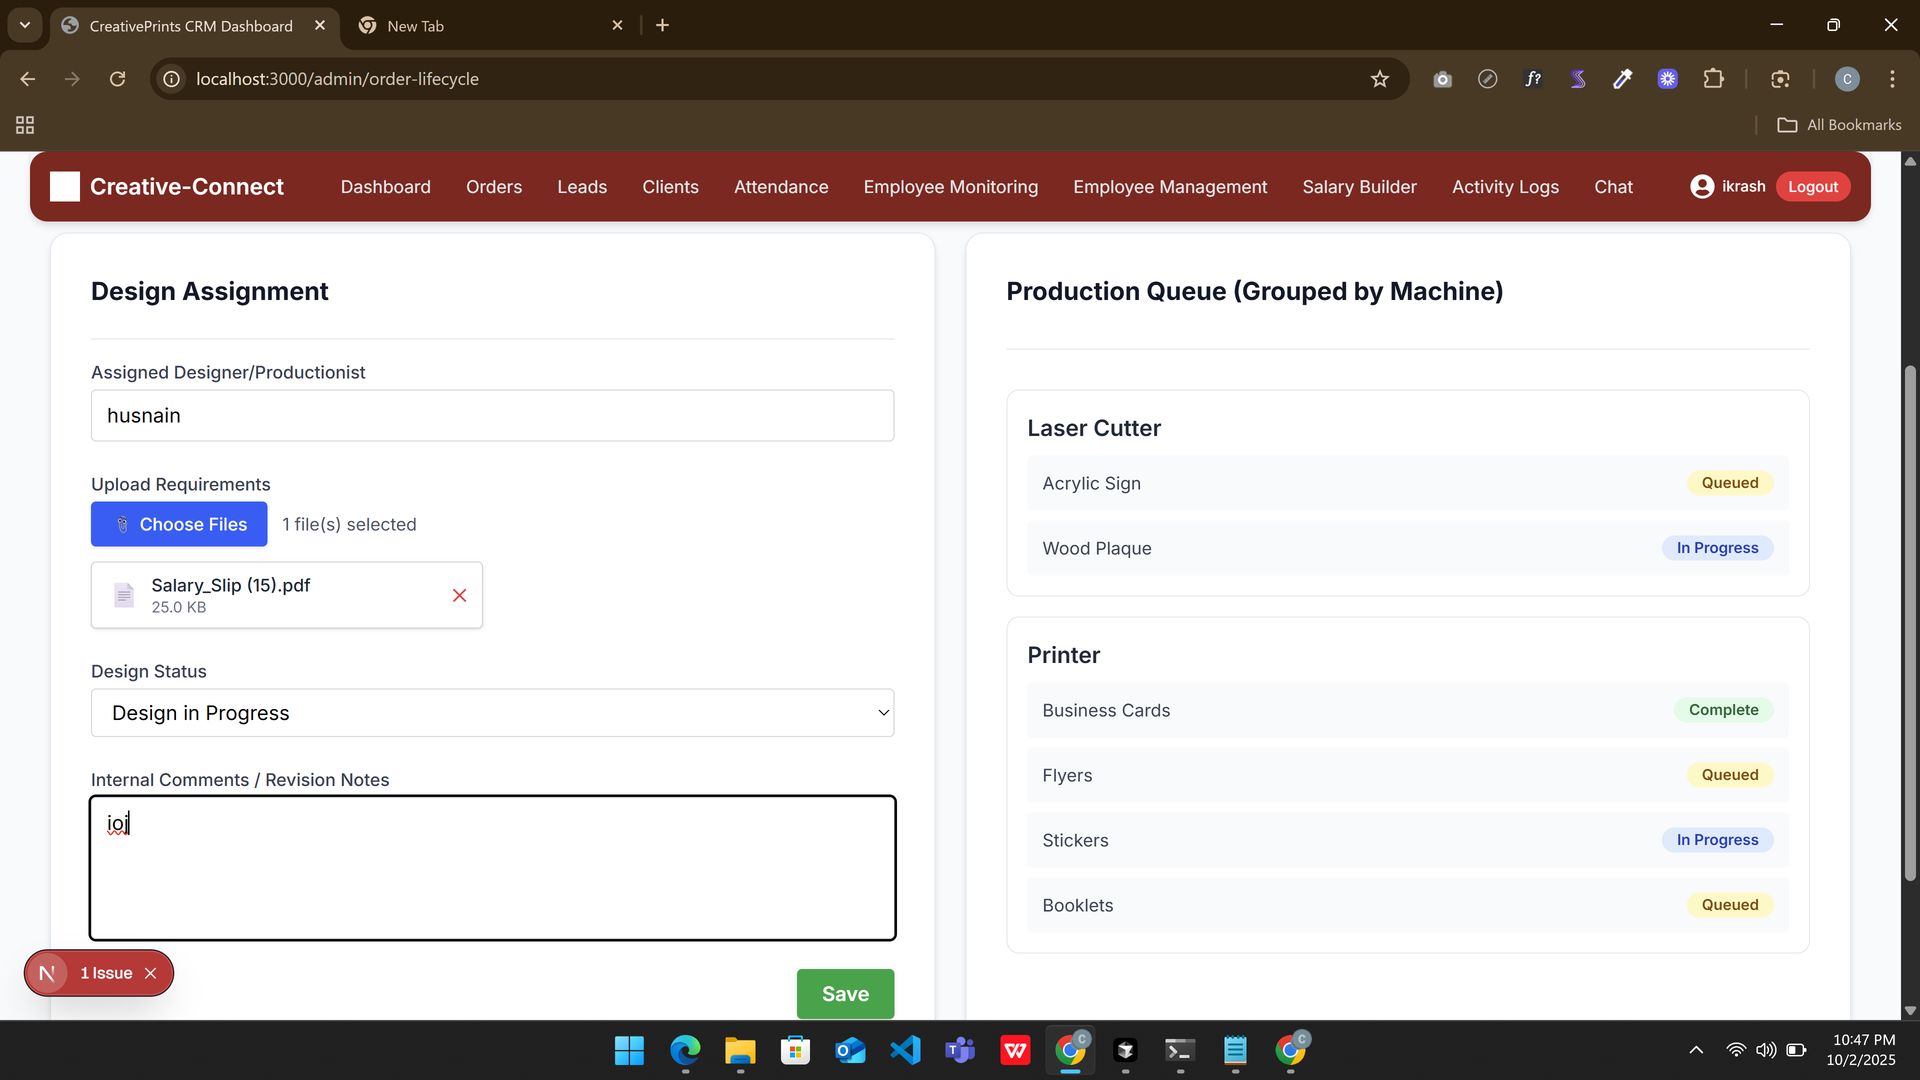 CreativePrints CRM Dashboard
New Tab
localhost:3000/admin/order-lifecycle
f?
C
All Bookmarks
Creative-Connect
Dashboard
Orders
Leads
Clients
Attendance
Employee Monitoring
Employee Management
Salary Builder
Activity Logs
Chat
ikrash
Logout
Design Assignment
Assigned Designer/Productionist
husnain
Upload Requirements
Choose Files
1 file(s) selected
Salary_Slip (15).pdf
25.0 KB
Design Status
Design in Progress
Internal Comments / Revision Notes
ioj
N
1 Issue
Save
Production Queue (Grouped by Machine)
Laser Cutter
Acrylic Sign
Queued
Wood Plaque
In Progress
Printer
Business Cards
Complete
Flyers
Queued
Stickers
In Progress
Booklets
Queued
C
C
10:47 PM
10/2/2025